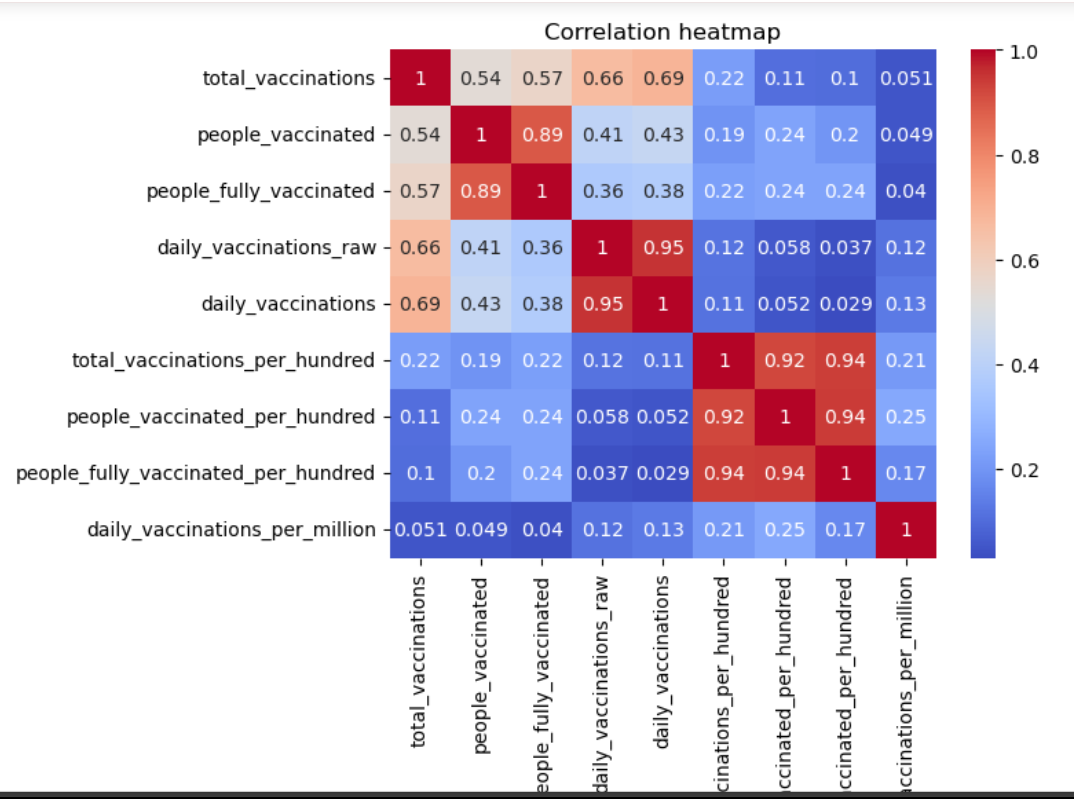 Correlation heatmap
total_vaccinations 1 0.54 0.57 0.66 0.69 0.22 0.11 0.1 0.051
people_vaccinated 0.54 1 0.89 0.41 0.43 0.19 0.24 0.2 0.049
people_fully_vaccinated 0.57 0.89 1 0.36 0.38 0.22 0.24 0.24 0.04
daily_vaccinations_raw 0.66 0.41 0.36 1 0.95 0.12 0.058 0.037 0.12
daily_vaccinations 0.69 0.43 0.38 0.95 1 0.11 0.052 0.029 0.13
total_vaccinations_per_hundred 0.22 0.19 0.22 0.12 0.11 1 0.92 0.94 0.21
people_vaccinated_per_hundred 0.11 0.24 0.24 0.058 0.052 0.92 1 0.94 0.25
people_fully_vaccinated_per_hundred 0.1 0.2 0.24 0.037 0.029 0.94 0.94 1 0.17
daily_vaccinations_per_million 0.051 0.049 0.04 0.12 0.13 0.21 0.25 0.17 1
total_vaccinations
people_vaccinated
eople_fully_vaccinated
daily_vaccinations_raw
daily_vaccinations
cinations_per_hundred
ccinated_per_hundred
ccinated_per_hundred
accinations_per_million
1.0
0.8
0.6
0.4
0.2